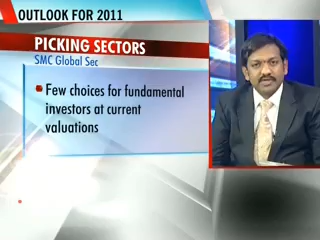 OUTLOOK FOR 2011
PICKING SECTORS
SMC Global Sec
Few choices for fundamental
investors at current
valuations